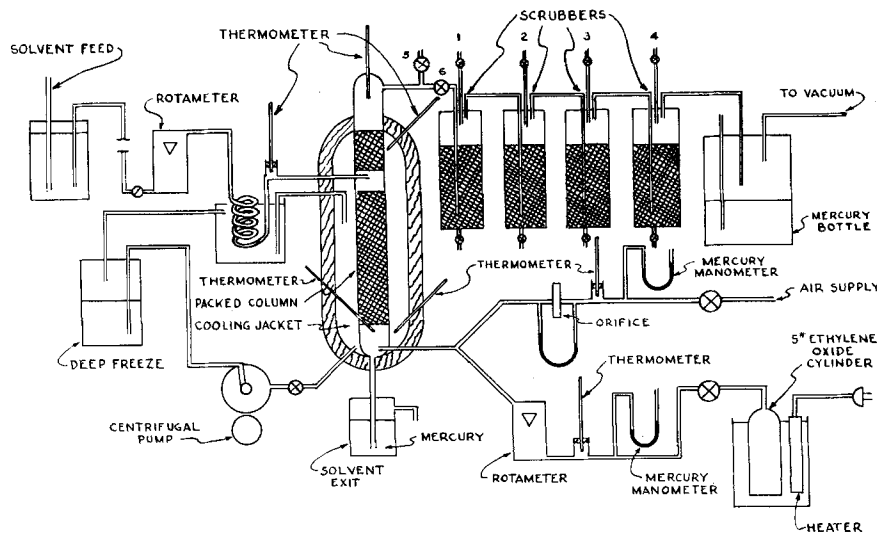 SCRUBBERS
THERMOMETER
SOLVENT FEED
5
1
2
3
4
6
ROTAMETER
TO VACUUM
MERCURY
BOTTLE
THERMOMETER
PACKED COLUMN
COOLING JACKET
THERMOMETER
MERCURY
MANOMETER
AIR SUPPLY
ORIFICE
DEEP FREEZE
5# ETHYLENE
OXIDE
CYLINDER
THERMOMETER
CENTRIFUGAL
PUMP
MERCURY
SOLVENT
EXIT
ROTAMETER
MERCURY
MANOMETER
HEATER